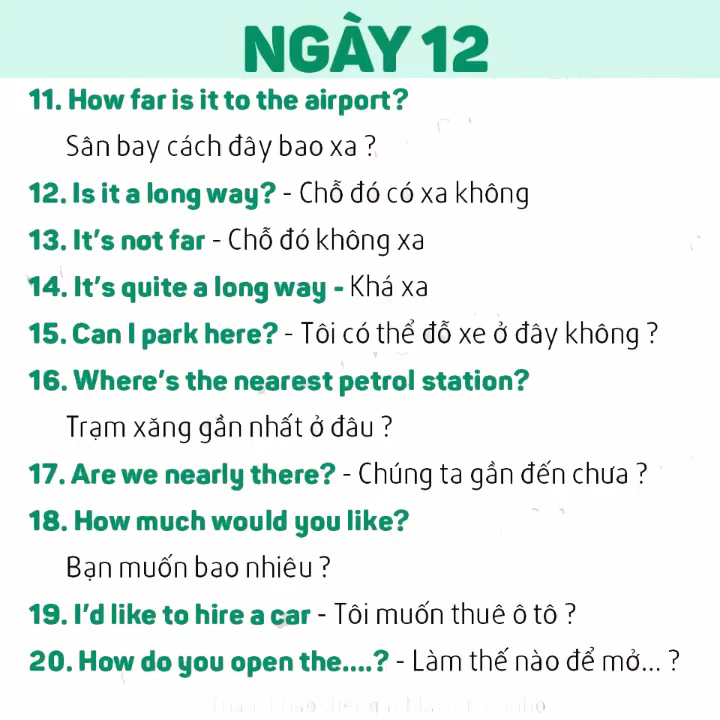 NGÀY 12
11. How far is it to the airport?
Sân bay cách đây bao xa ?
12. Is it a long way? - Chỗ đó có xa không
13. It's not far - Chỗ đó không xa
14. It's quite a long way - Khá xa
15. Can I park here? - Tôi có thể đỗ xe ở đây không ?
16. Where's the nearest petrol station?
Trạm xăng gần nhất ở đâu ?
17. Are we nearly there? - Chúng ta gần đến chưa ?
18. How much would you like?
Bạn muốn bao nhiêu ?
19. I'd like to hire a car - Tôi muốn thuê ô tô ?
20. How do you open the....? - Làm thế nào để mở... ?